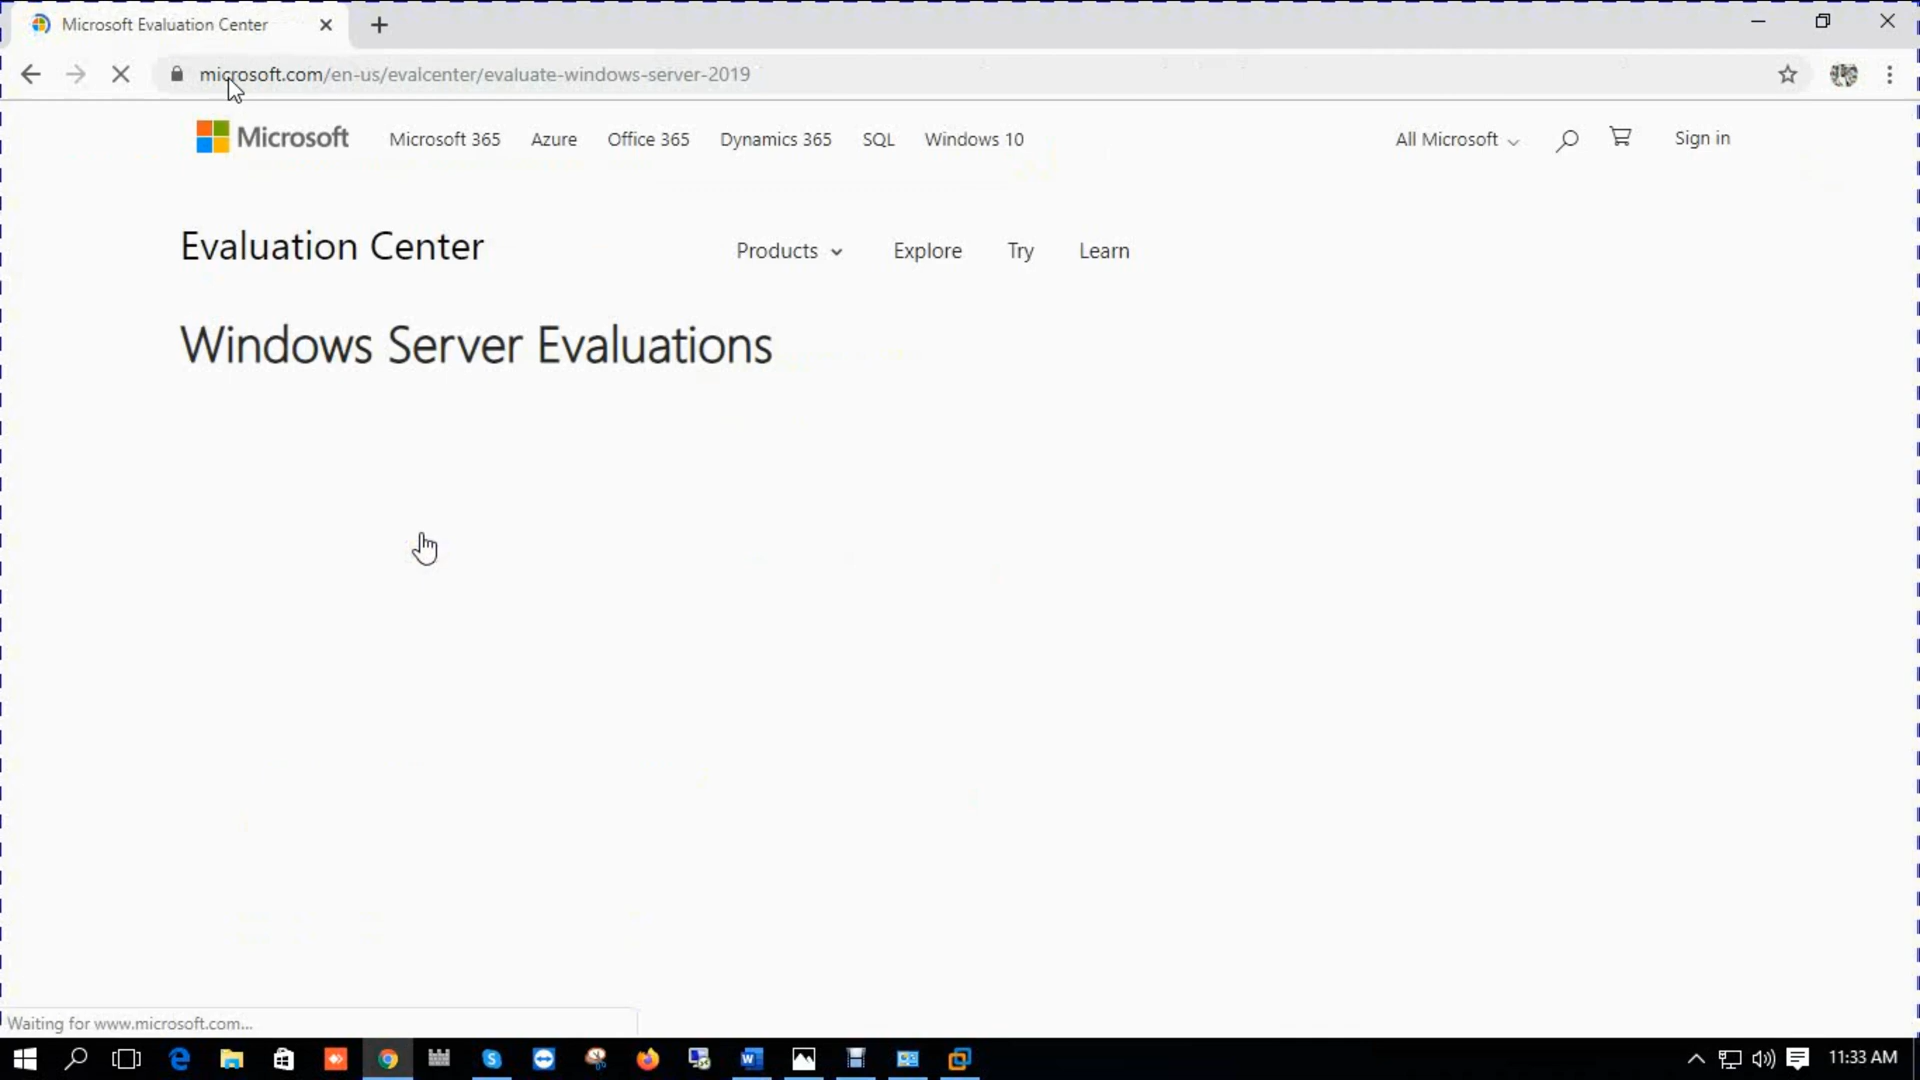 Microsoft Evaluation Center
microsoft.com/en-us/evalcenter/evaluate-windows-server-2019
Microsoft Microsoft 365 Azure Office 365 Dynamics 365 SQL Windows 10 All Microsoft Sign in
Evaluation Center Products Explore Try Learn
Windows Server Evaluations
Waiting for www.microsoft.com...
11:33 AM